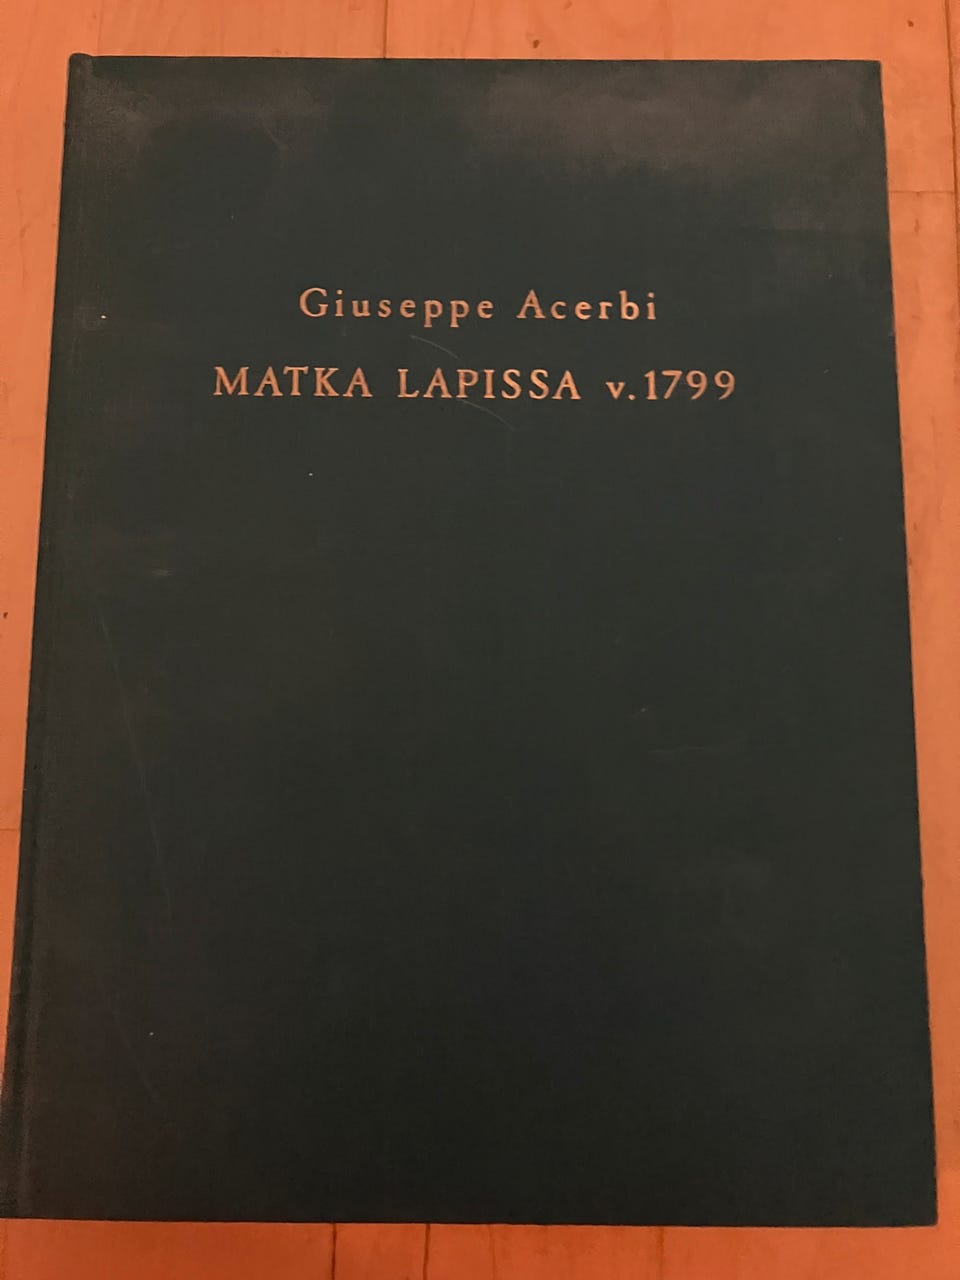 Giuseppe Acerbi
MATKA LAPISSA v.1799